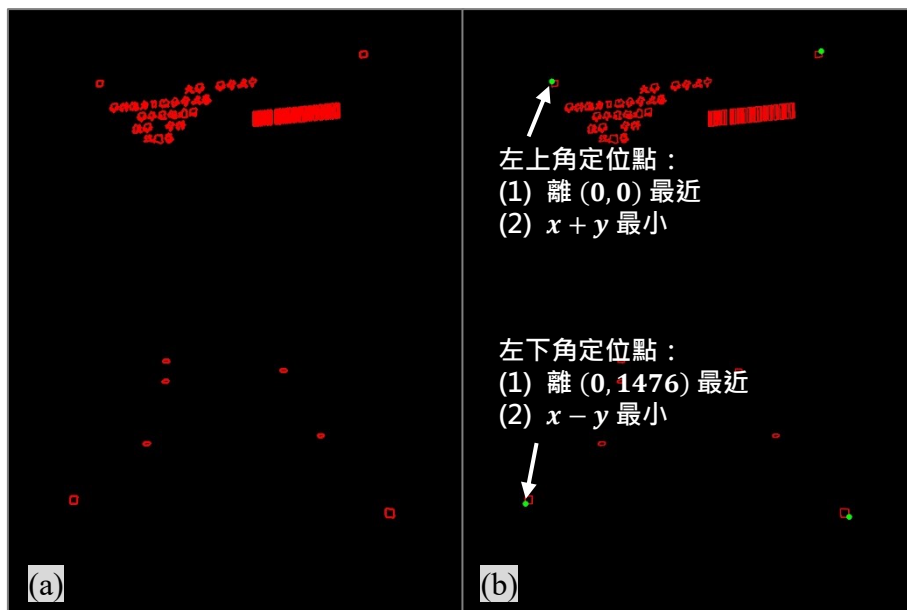 左上角定位點：
(1) 離 (0,0) 最近
(2) x + y 最小
左下角定位點：
(1) 離 (0,1476) 最近
(2) x − y 最小
(a)
(b)